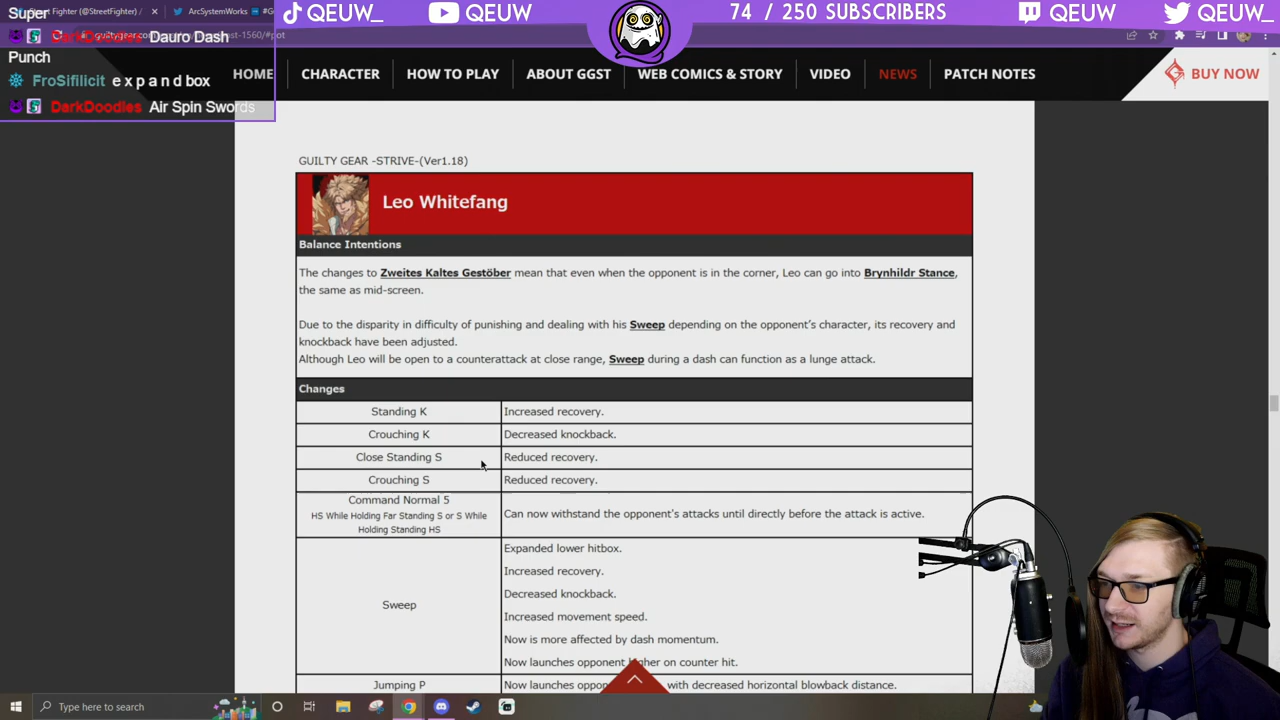 Super
Fighter (@StreetFighter) /
ArcSystemWorks
DarkDoodles Dauro Dash
Punch
FroSifilicit e x p a n d box
DarkDoodles Air Spin Swords
QEUW_
QEUW
74 / 250 SUBSCRIBERS
QEUW
QEUW_
HOME
CHARACTER
HOW TO PLAY
ABOUT GGST
WEB COMICS & STORY
VIDEO
NEWS
PATCH NOTES
BUY NOW
GUILTY GEAR -STRIVE-(Ver1.18)
Leo Whitefang
Balance Intentions
The changes to Zweites Kaltes Gestöber mean that even when the opponent is in the corner, Leo can go into Brynhildr Stance,
the same as mid-screen.
Due to the disparity in difficulty of punishing and dealing with his Sweep depending on the opponent's character, its recovery and
knockback have been adjusted.
Although Leo will be open to a counterattack at close range, Sweep during a dash can function as a lunge attack.
Changes
Standing K
Increased recovery.
Crouching K
Decreased knockback.
Close Standing S
Reduced recovery.
Crouching S
Reduced recovery.
Command Normal 5
HS While Holding Far Standing S or S While
Holding Standing HS
Can now withstand the opponent's attacks until directly before the attack is active.
Sweep
Expanded lower hitbox.
Increased recovery.
Decreased knockback.
Increased movement speed.
Now is more affected by dash momentum.
Now launches opponent higher on counter hit.
Jumping P
Now launches with decreased horizontal blowback distance.
Type here to search